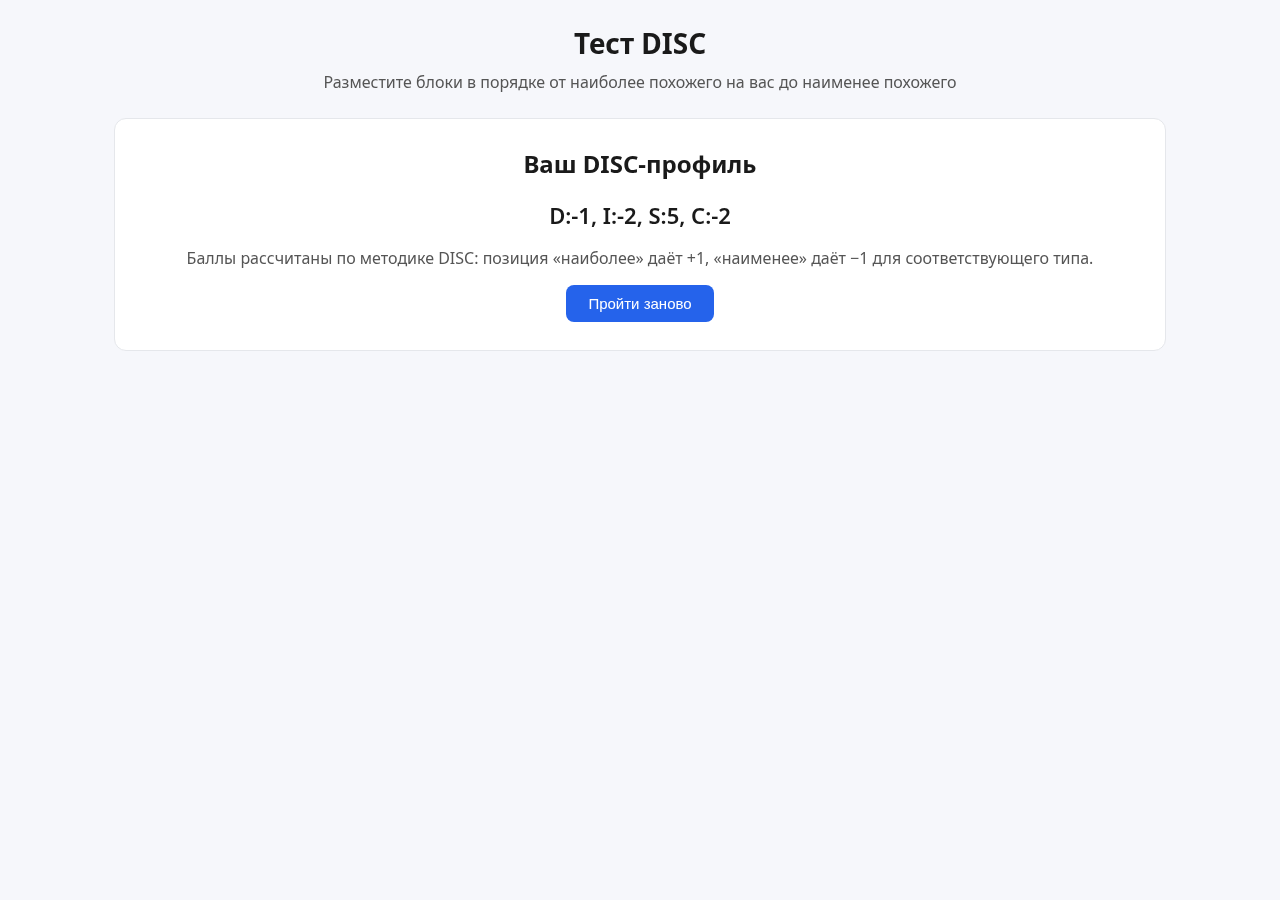 Тест DISC
Разместите блоки в порядке от наиболее похожего на вас до наименее похожего
Ваш DISC-профиль
D:-1, I:-2, S:5, C:-2
Баллы рассчитаны по методике DISC: позиция «наиболее» даёт +1, «наименее» даёт −1 для соответствующего типа.
Пройти заново